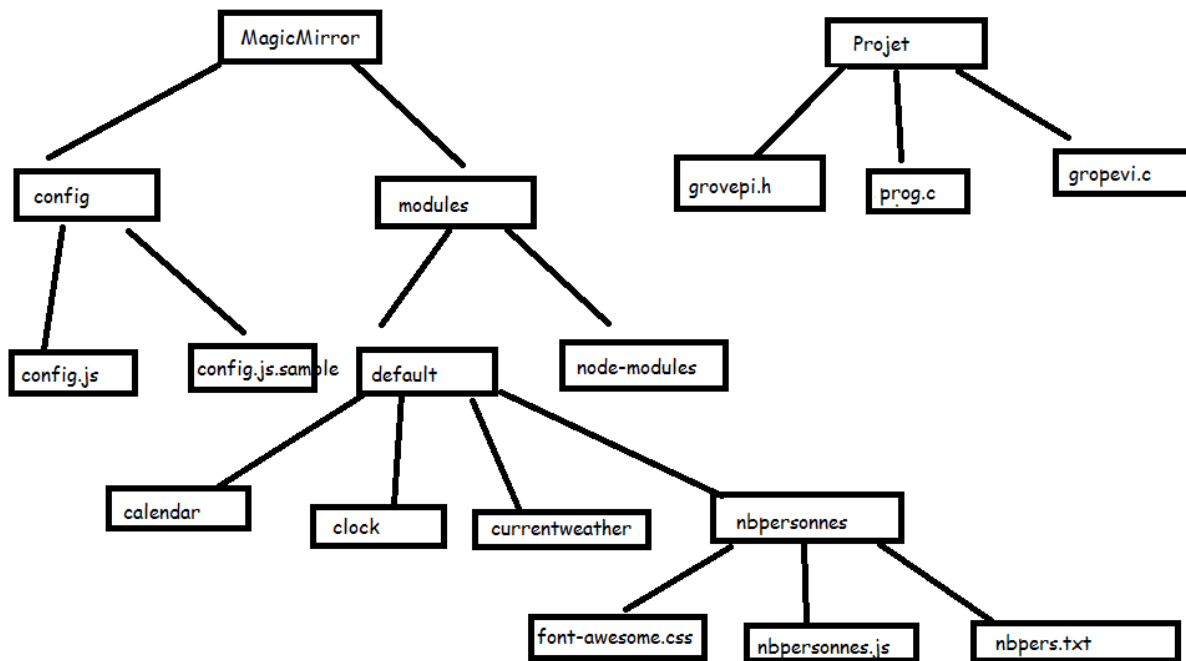 MagicMirror
Projet
config
modules
grovepi.h
prog.c
gropevi.c
config.js
config.js.sample
default
node-modules
calendar
clock
currentweather
nbpersonnes
font-awesome.css
nbpersonnes.js
nbpers.txt